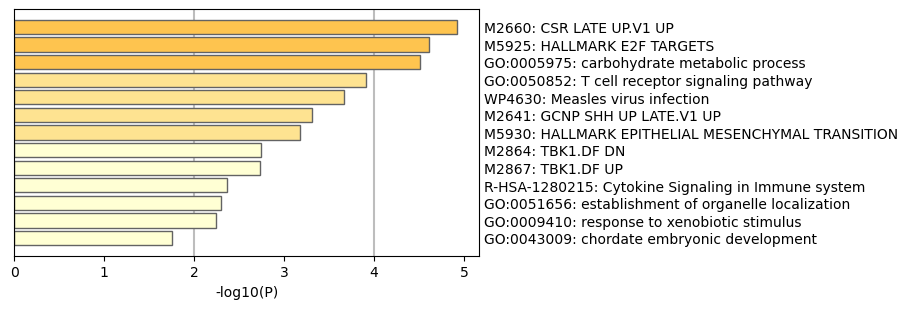 M2660: CSR LATE UP.V1 UP
M5925: HALLMARK E2F TARGETS
GO:0005975: carbohydrate metabolic process
GO:0050852: T cell receptor signaling pathway
WP4630: Measles virus infection
M2641: GCNP SHH UP LATE.V1 UP
M5930: HALLMARK EPITHELIAL MESENCHYMAL TRANSITION
M2864: TBK1.DF DN
M2867: TBK1.DF UP
R-HSA-1280215: Cytokine Signaling in Immune system
GO:0051656: establishment of organelle localization
GO:0009410: response to xenobiotic stimulus
GO:0043009: chordate embryonic development
0 1 2 3 4 5
-log10(P)